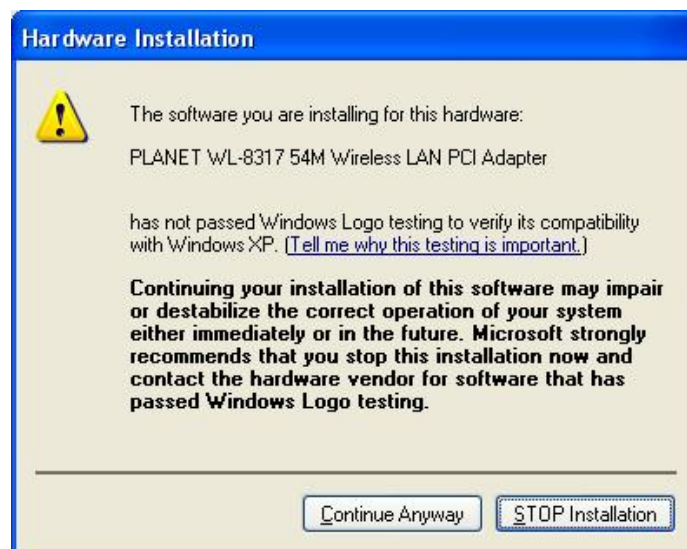 Hardware Installation
The software you are installing for this hardware:
PLANET WL-8317 54M Wireless LAN PCI Adapter
has not passed Windows Logo testing to verify its compatibility
with Windows XP. (Tell me why this testing is important.)
Continuing your installation of this software may impair
or destabilize the correct operation of your system
either immediately or in the future. Microsoft strongly
recommends that you stop this installation now and
contact the hardware vendor for software that has
passed Windows Logo testing.
Continue Anyway
STOP Installation